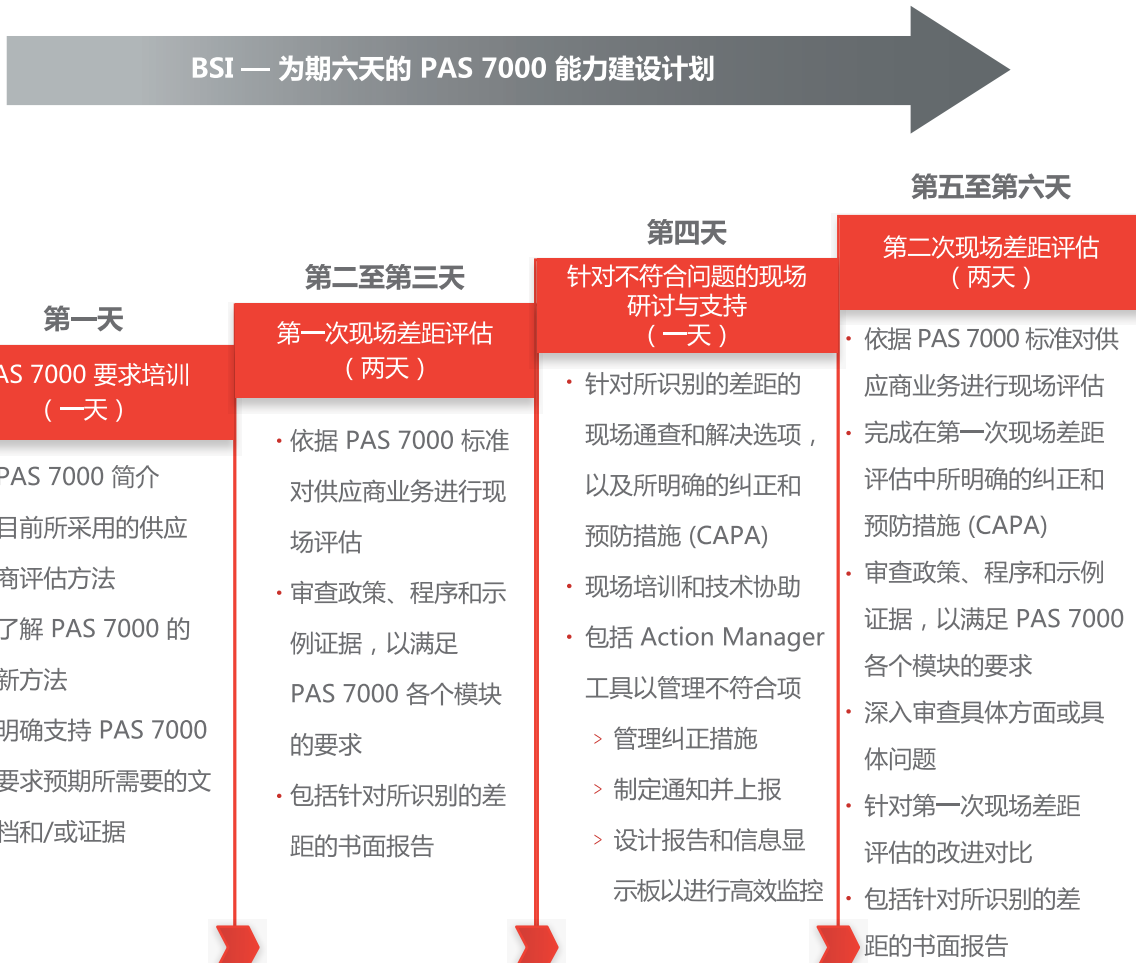 BSI — 为期六天的 PAS 7000 能力建设计划
第一天
AS 7000 要求培训
（一天）
PAS 7000 简介
目前所采用的供应
商评估方法
了解 PAS 7000 的
新方法
明确支持 PAS 7000
要求预期所需要的文
档和/或证据
第二至第三天
第一次现场差距评估
（两天）
· 依据 PAS 7000 标准
对供应商业务进行现
场评估
· 审查政策、程序和示
例证据，以满足
PAS 7000 各个模块
的要求
· 包括针对所识别的差
距的书面报告
第四天
针对不符合问题的现场
研讨与支持
（一天）
· 针对所识别的差距的
现场通查和解决选项，
以及所明确的纠正和
预防措施 (CAPA)
· 现场培训和技术协助
· 包括 Action Manager
工具以管理不符合项
> 管理纠正措施
> 制定通知并上报
> 设计报告和信息显
示板以进行高效监控
第五至第六天
第二次现场差距评估
（两天）
· 依据 PAS 7000 标准对供
应商业务进行现场评估
· 完成在第一次现场差距
评估中所明确的纠正和
预防措施 (CAPA)
· 审查政策、程序和示例
证据，以满足 PAS 7000
各个模块的要求
· 深入审查具体方面或具
体问题
· 针对第一次现场差距
评估的改进对比
· 包括针对所识别的差
距的书面报告